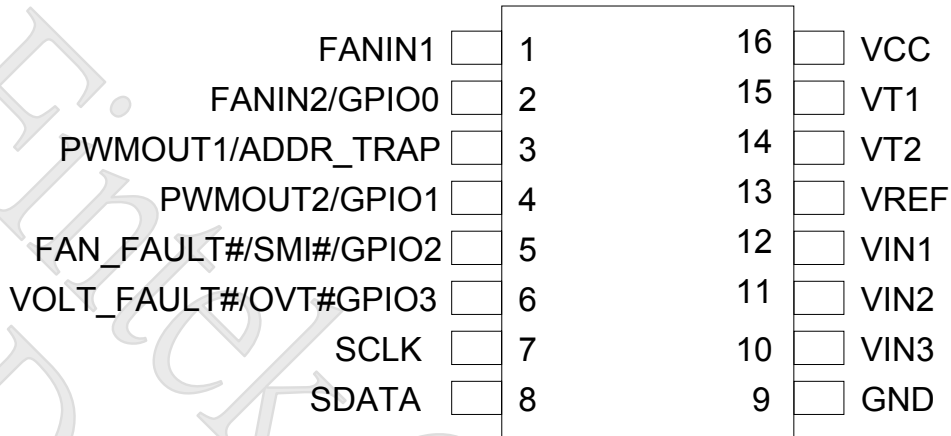 FANIN1 1 16 VCC
FANIN2/GPIO0 2 15 VT1
PWMOUT1/ADDR_TRAP 3 14 VT2
PWMOUT2/GPIO1 4 13 VREF
FAN_FAULT#/SMI#/GPIO2 5 12 VIN1
VOLT_FAULT#/OVT#GPIO3 6 11 VIN2
SCLK 7 10 VIN3
SDATA 8 9 GND
Fintek